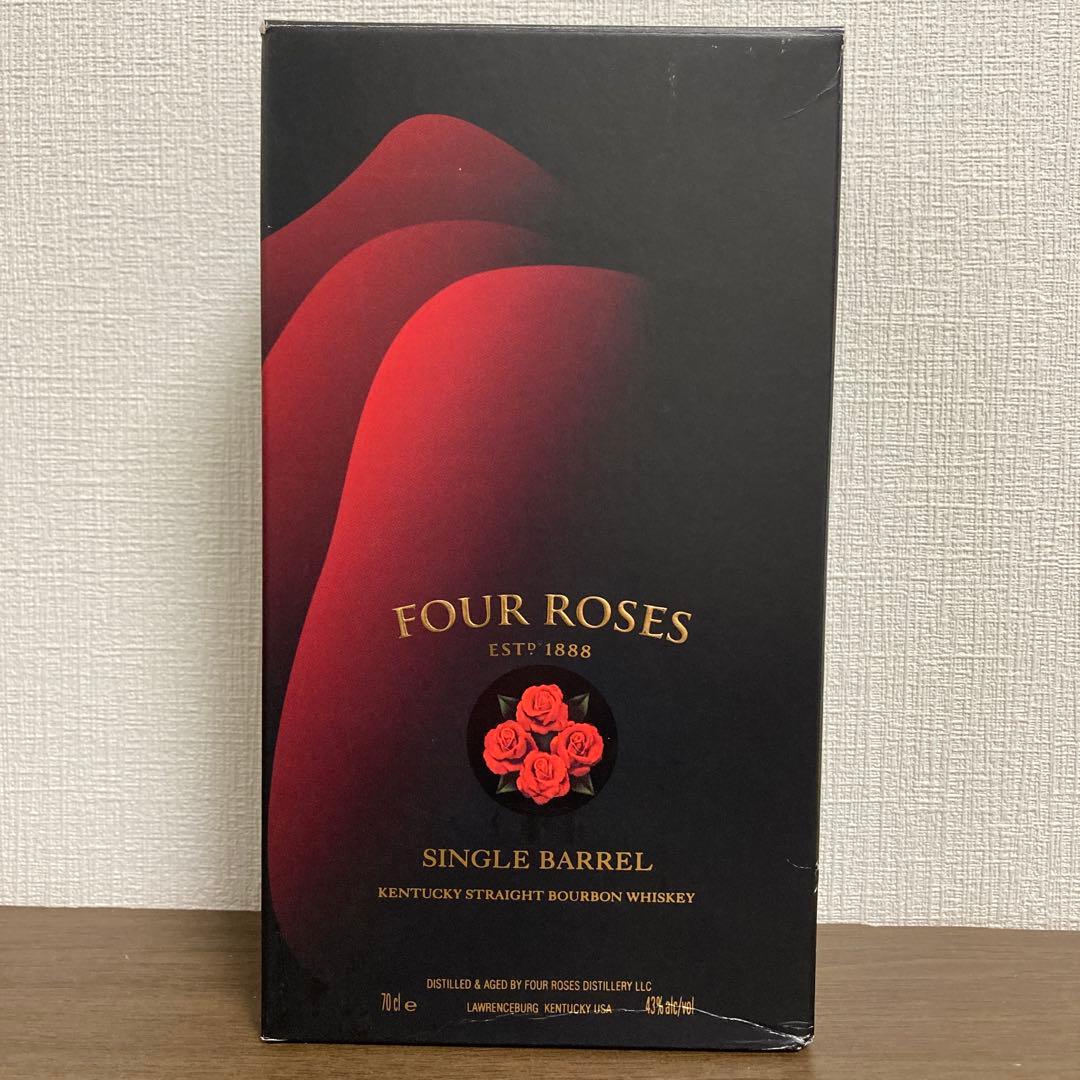 FOUR ROSES
ESTD 1888
SINGLE BARREL
KENTUCKY STRAIGHT BOURBON WHISKEY
DISTILLED & AGED BY FOUR ROSES DISTILLERY LLC
70 cl e LAWRENCEBURG KENTUCKY USA 43% alc/vol